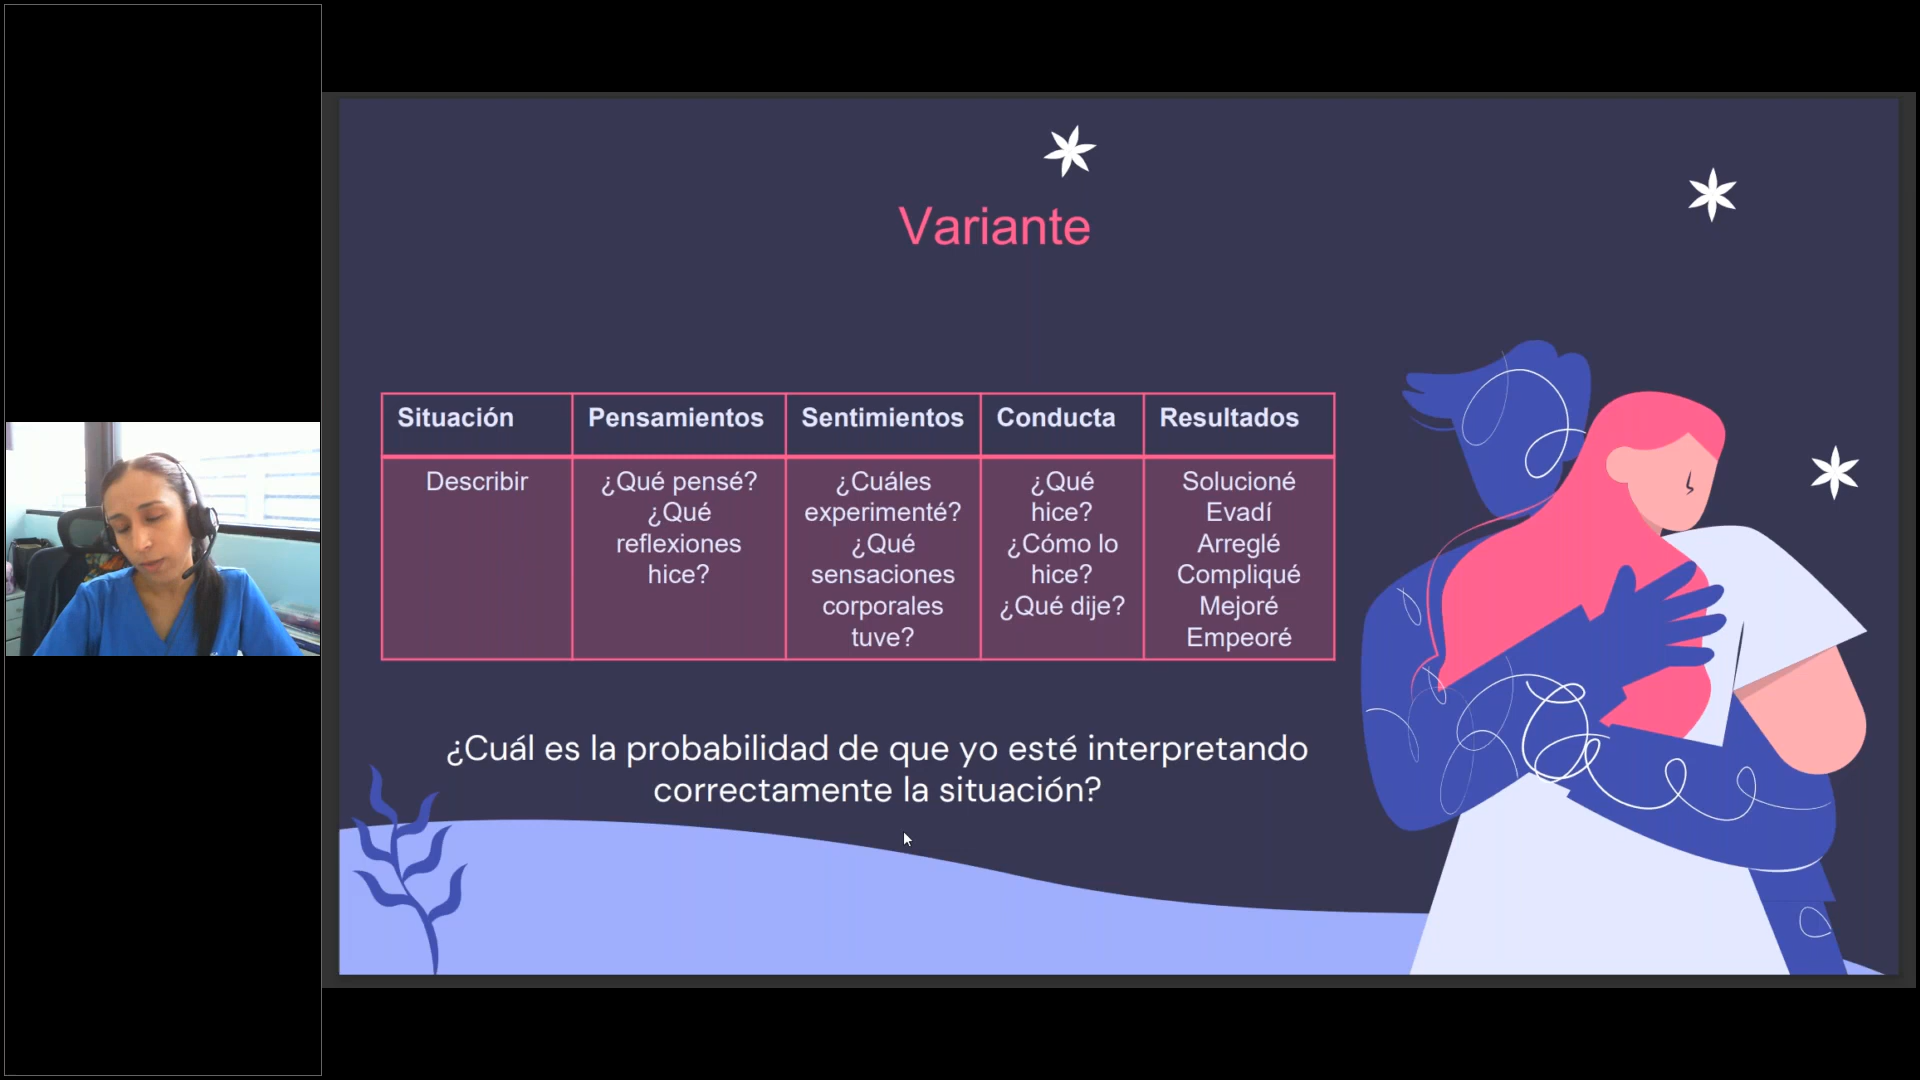 Variante
Situación
Pensamientos
Sentimientos
Conducta
Resultados
Describir
¿Qué pensé?
¿Qué
reflexiones
hice?
¿Cuáles
experimenté?
¿Qué
sensaciones
corporales
tuve?
¿Qué
hice?
¿Cómo lo
hice?
¿Qué dije?
Solucioné
Evadí
Arreglé
Compliqué
Mejoré
Empeoré
¿Cuál es la probabilidad de que yo esté interpretando
correctamente la situación?